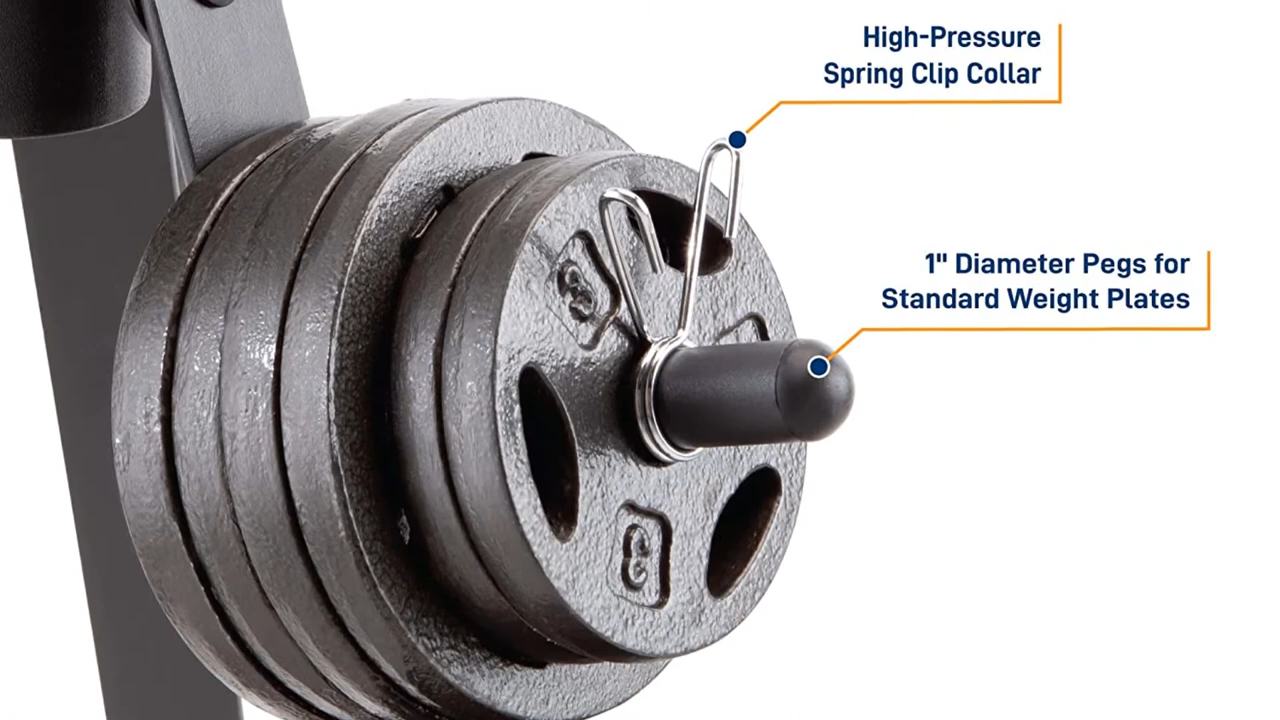 High-Pressure
Spring Clip Collar
1" Diameter Pegs for
Standard Weight Plates